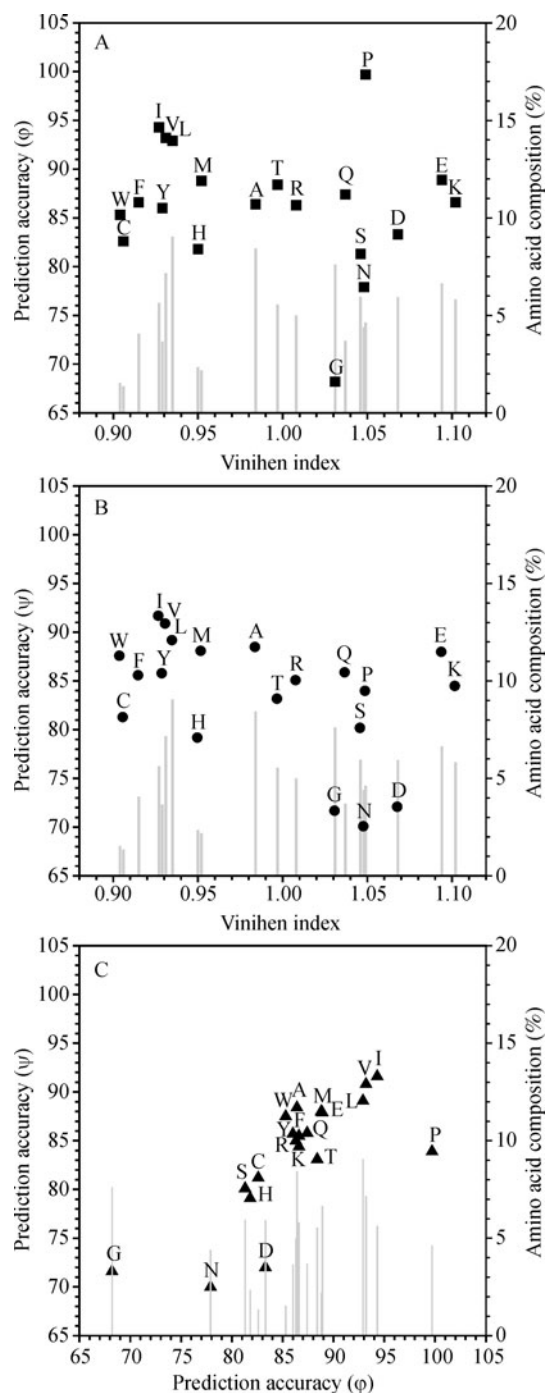 A
Prediction accuracy (φ)
Amino acid composition (%)
105
100
95
90
85
80
75
70
65
20
15
10
5
0
P
I
V
L
M
T
Q
E
K
F
W
Y
A
R
C
H
S
D
N
G
0.90 0.95 1.00 1.05 1.10
Vinihen index
B
Prediction accuracy (ψ)
Amino acid composition (%)
105
100
95
90
85
80
75
70
65
20
15
10
5
0
I
V
L
W
M
A
E
F
Y
Q
R
K
T
P
C
H
S
G
N
D
0.90 0.95 1.00 1.05 1.10
Vinihen index
C
Prediction accuracy (ψ)
Amino acid composition (%)
105
100
95
90
85
80
75
70
65
20
15
10
5
0
V
I
A
W
M
E
L
F
Y
Q
R
K
T
P
S
C
H
G
N
D
65 70 75 80 85 90 95 100 105
Prediction accuracy (φ)